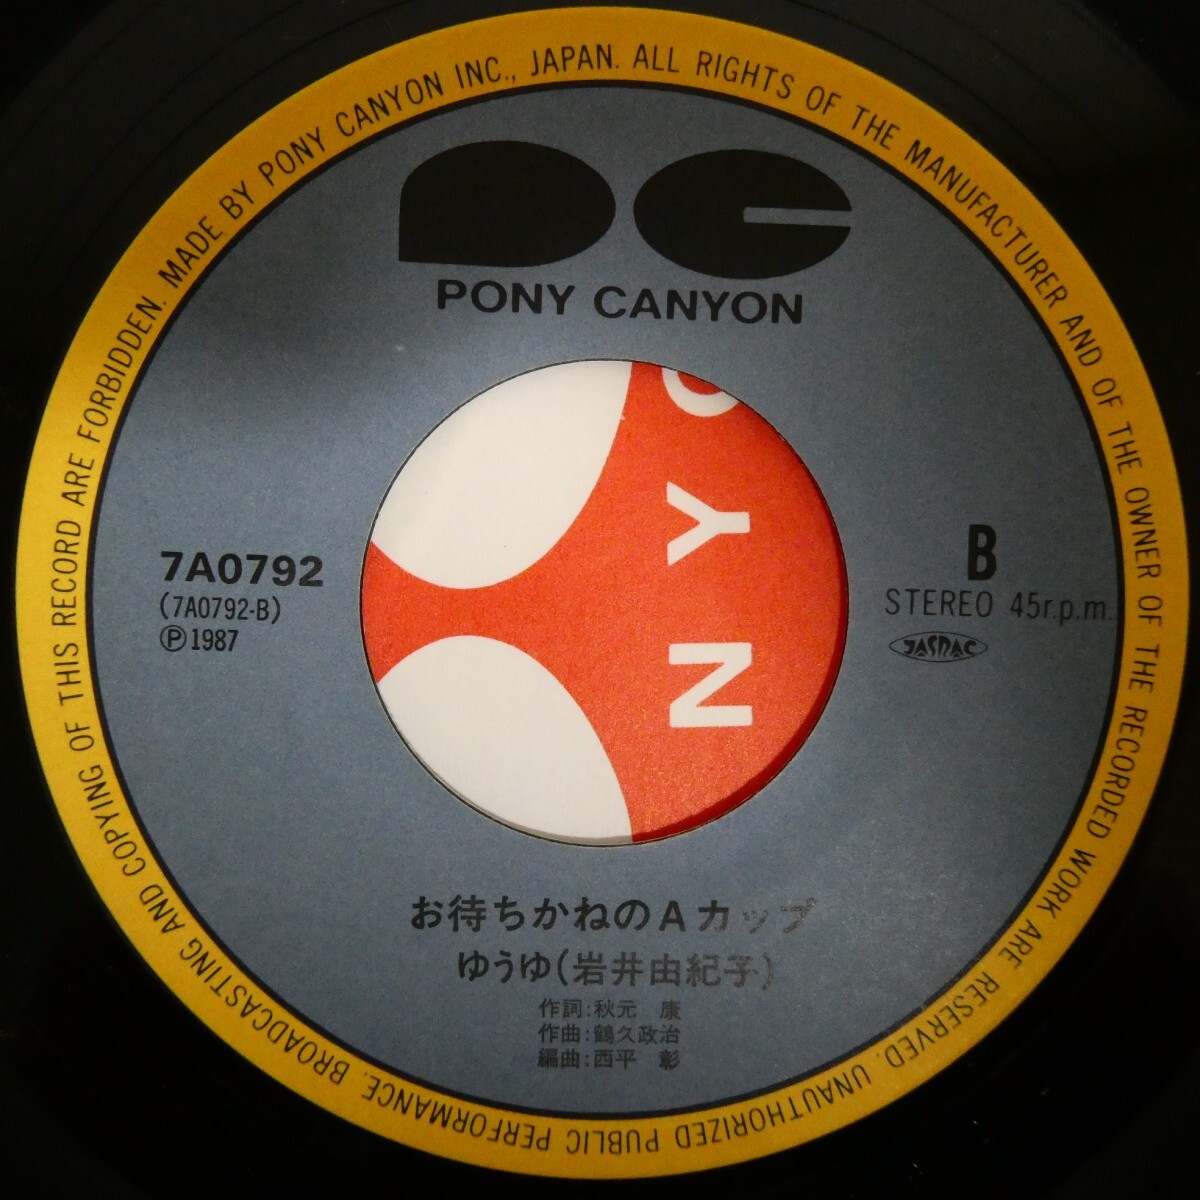 MADE BY PONY CANYON INC., JAPAN. ALL RIGHTS OF THE MANUFACTURER AND OF THE OWNER OF THE RECORDED WORK ARE RESERVED. UNAUTHORIZED PUBLIC PERFORMANCE. BROADCASTING AND COPYING OF THIS RECORD ARE FORBIDDEN.
PC
PONY CANYON
NYO
7A0792
(7A0792-B)
Ⓟ1987
B
STEREO 45r.p.m.
JASRAC
お待ちかねのAカップ
ゆうゆ(岩井由紀子)
作詞:秋元 康
作曲:鶴久政治
編曲:西平 彰